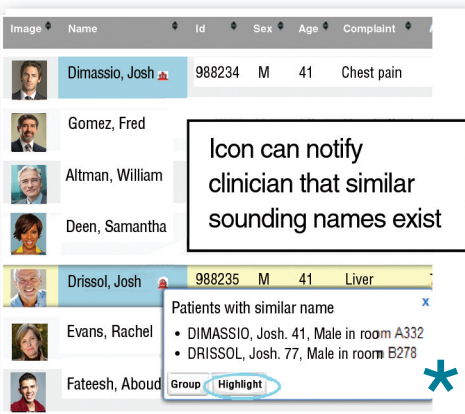 Image Name Id Sex Age Complaint
Dimassio, Josh 988234 M 41 Chest pain
Gomez, Fred
Icon can notify
clinician that similar
sounding names exist
Altman, William
Deen, Samantha
Drissol, Josh 988235 M 41 Liver
Patients with similar name x
• DIMASSIO, Josh. 41, Male in room A332
• DRISSOL, Josh. 77, Male in room B278
Evans, Rachel
Fateesh, Aboud
Group Highlight
*